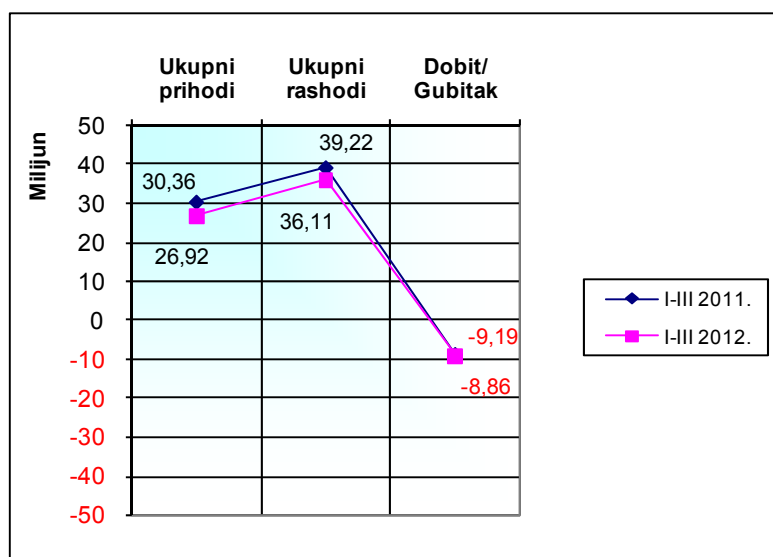 Ukupni
prihodi
Ukupni
rashodi
Dobit/
Gubitak
Milijun
50
40
30
20
10
0
-10
-20
-30
-40
-50
39,22
30,36
36,11
26,92
-9,19
-8,86
I-III 2011.
I-III 2012.